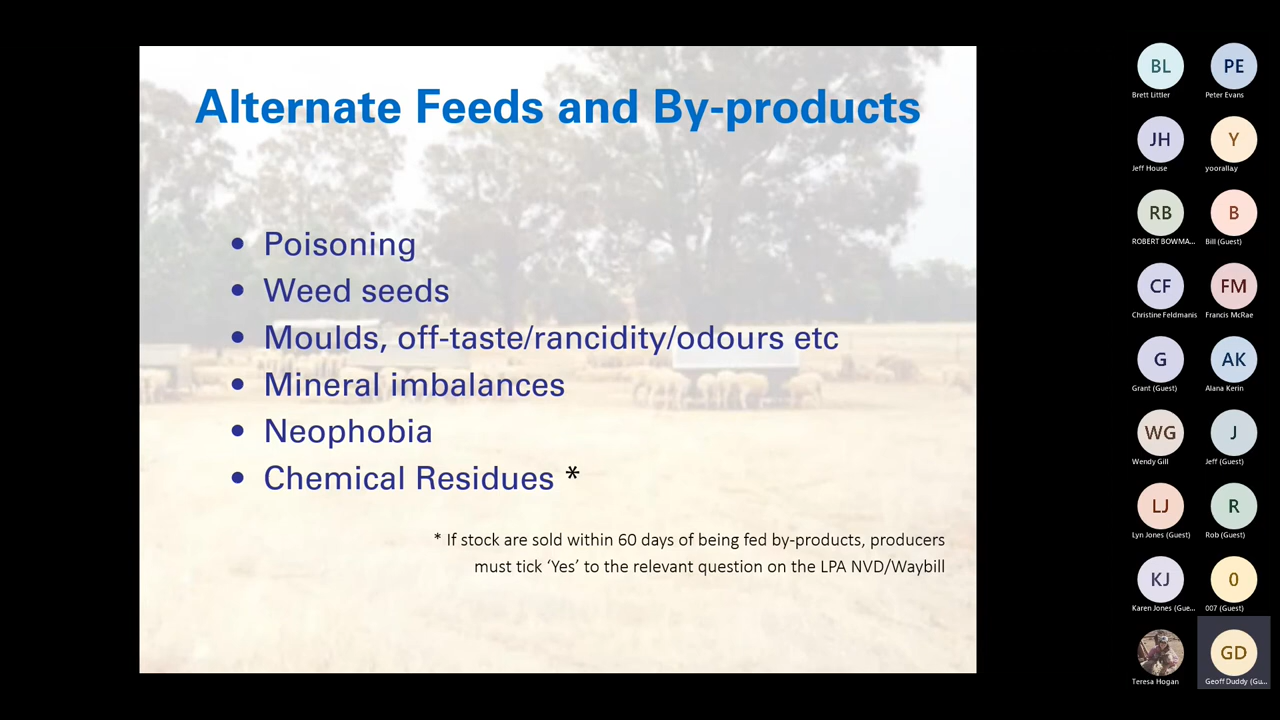 Alternate Feeds and By-products
• Poisoning
• Weed seeds
• Moulds, off-taste/rancidity/odours etc
• Mineral imbalances
• Neophobia
• Chemical Residues *
* If stock are sold within 60 days of being fed by-products, producers
must tick ‘Yes’ to the relevant question on the LPA NVD/Waybill
BL
Brett Littler
PE
Peter Evans
JH
Jeff House
Y
yoorallay
RB
ROBERT BOWMA...
B
Bill (Guest)
CF
Christine Feldmanis
FM
Francis McRae
G
Grant (Guest)
AK
Alana Kerin
WG
Wendy Gill
J
Jeff (Guest)
LJ
Lyn Jones (Guest)
R
Rob (Guest)
KJ
Karen Jones (Gue...
0
007 (Guest)
Teresa Hogan
GD
Geoff Duddy (Gu...